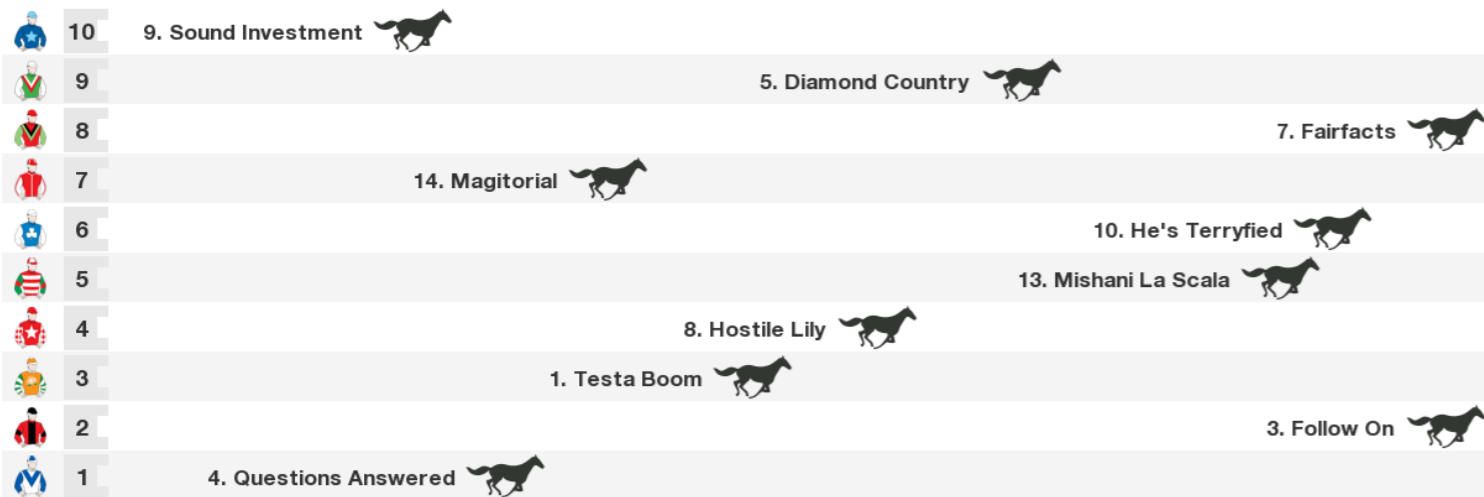 10 9. Sound Investment
9 5. Diamond Country
8 7. Fairfacts
7 14. Magitorial
6 10. He's Terryfied
5 13. Mishani La Scala
4 8. Hostile Lily
3 1. Testa Boom
2 3. Follow On
1 4. Questions Answered